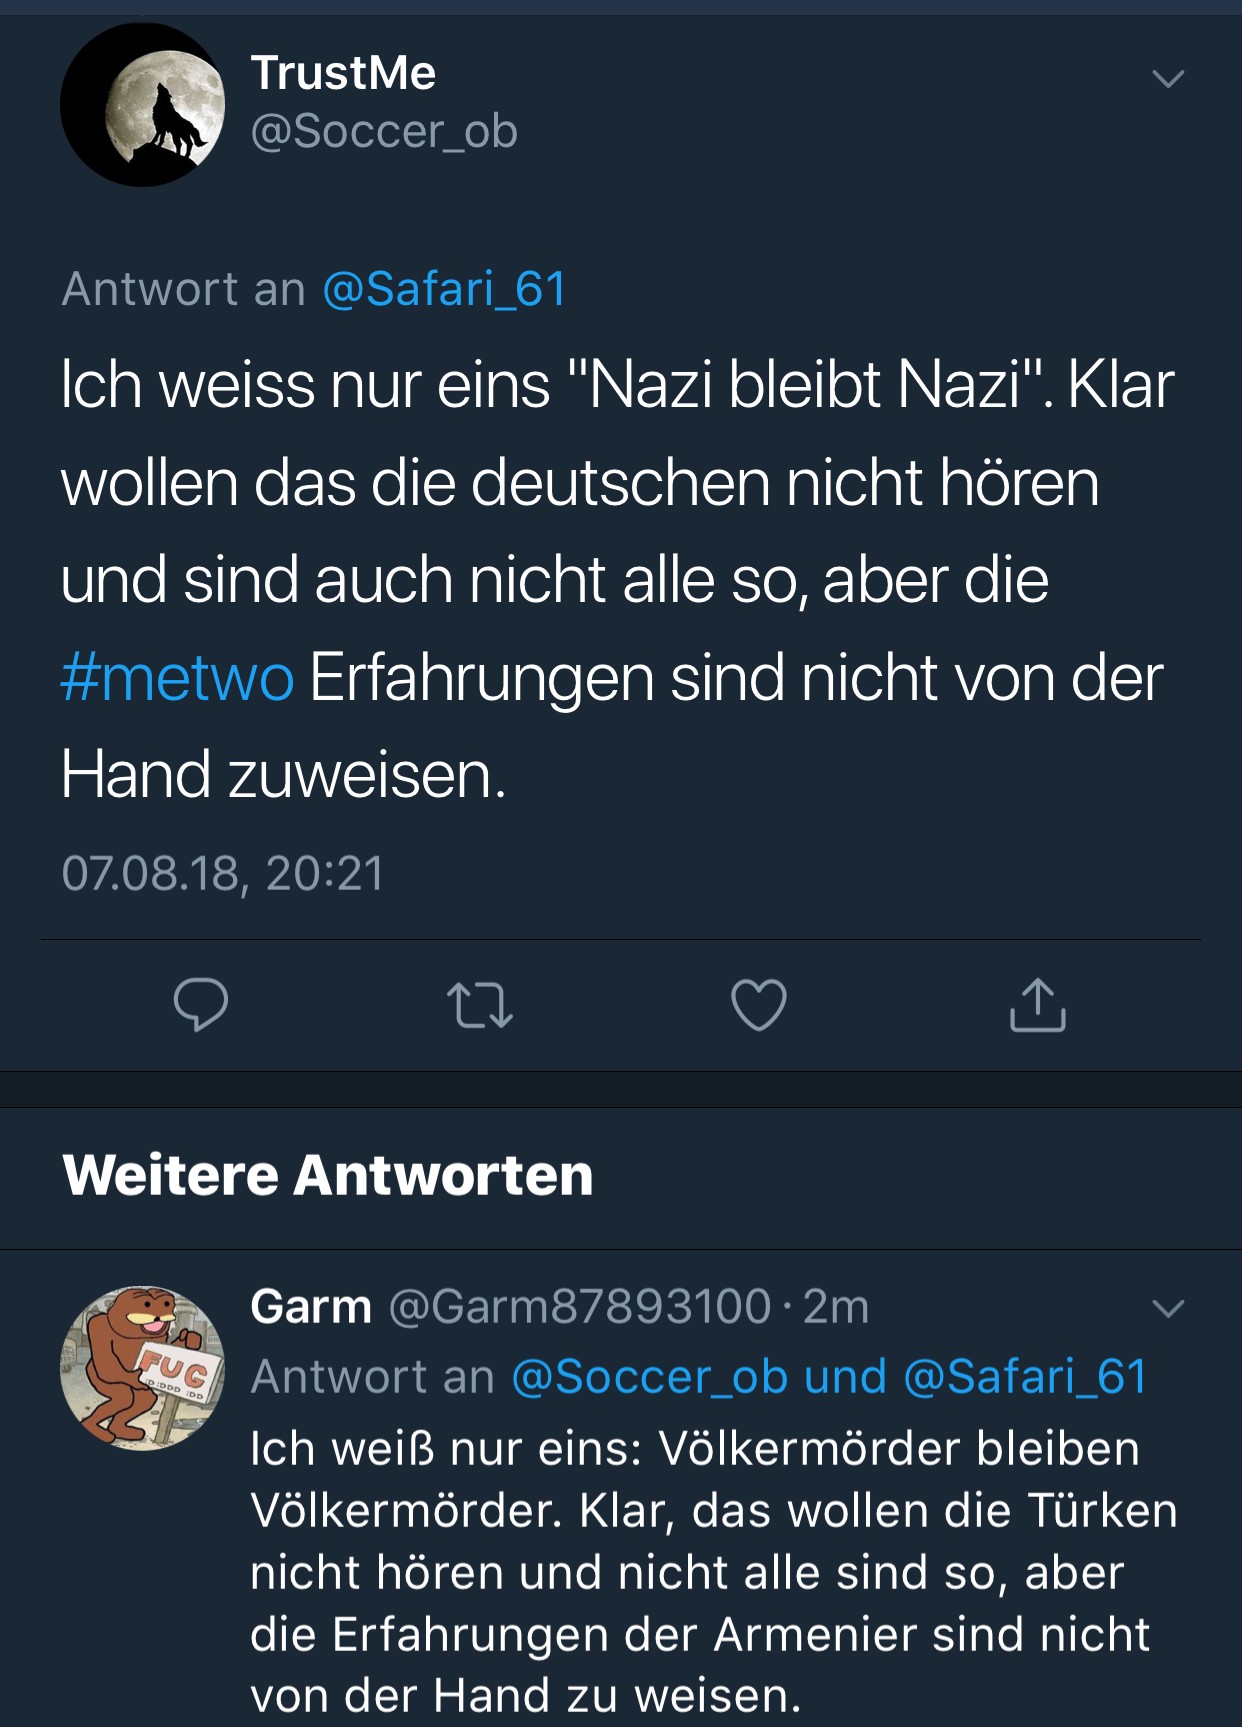 TrustMe
@Soccer_ob
Antwort an @Safari_61
Ich weiss nur eins "Nazi bleibt Nazi". Klar
wollen das die deutschen nicht hören
und sind auch nicht alle so, aber die
#metwo Erfahrungen sind nicht von der
Hand zuweisen.
07.08.18, 20:21
Weitere Antworten
Garm @Garm87893100 · 2m
Antwort an @Soccer_ob und @Safari_61
FUG
:D :DDD :DD
Ich weiß nur eins: Völkermörder bleiben
Völkermörder. Klar, das wollen die Türken
nicht hören und nicht alle sind so, aber
die Erfahrungen der Armenier sind nicht
von der Hand zu weisen.